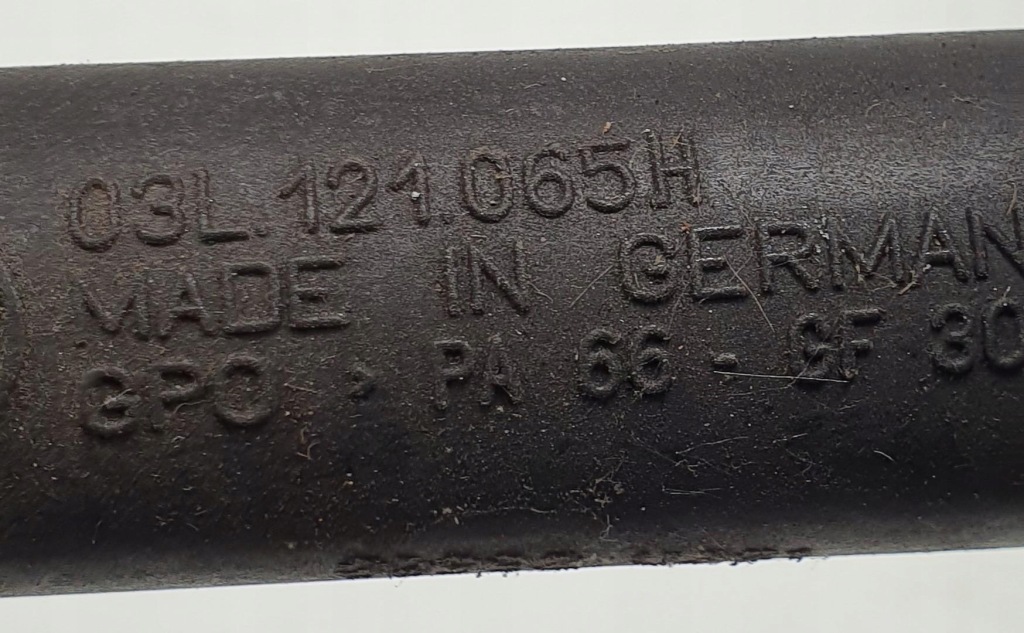 03L.121.065H
MADE IN GERMAN
GPO > PA 66 - GF 30